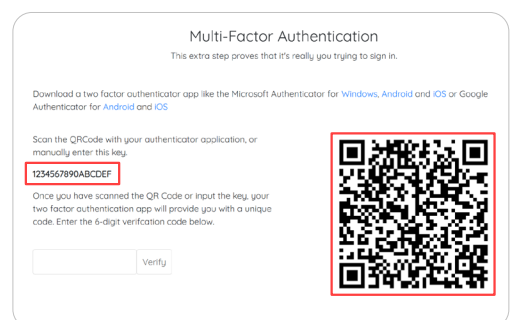 Multi-Factor Authentication
This extra step proves that it's really you trying to sign in.
Download a two factor authenticator app like the Microsoft Authenticator for Windows, Android and iOS or Google
Authenticator for Android and iOS
Scan the QRCode with your authenticator application, or
manually enter this key.
1234567890ABCDEF
Once you have scanned the QR Code or input the key, your
two factor authentication app will provide you with a unique
code. Enter the 6-digit verifcation code below.
Verify